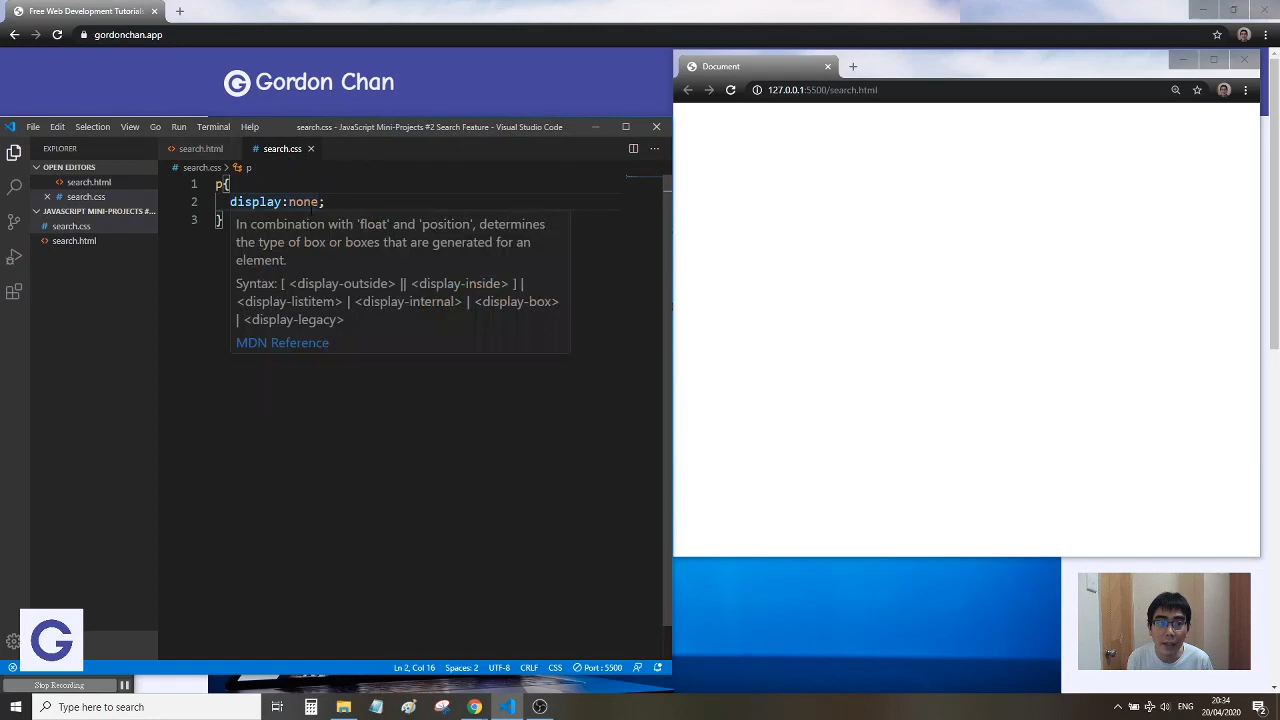 Free Web Development Tutorials
gordonchan.app
Gordon Chan
Document
127.0.0.1:5500/search.html
File Edit Selection View Go Run Terminal Help
search.css - JavaScript Mini-Projects #2 Search Feature - Visual Studio Code
EXPLORER
search.html
search.css
OPEN EDITORS
search.html
search.css
JAVASCRIPT MINI-PROJECTS #...
search.css
search.html
search.css > p
1 p{
2 display:none;
3 }
In combination with 'float' and 'position', determines
the type of box or boxes that are generated for an
element.
Syntax: [ <display-outside> || <display-inside> ] |
<display-listitem> | <display-internal> | <display-box>
| <display-legacy>
MDN Reference
G
Ln 2, Col 16 Spaces: 2 UTF-8 CRLF CSS Port : 5500
Stop Recording
Type here to search
ENG
20:34
20/04/2020
2